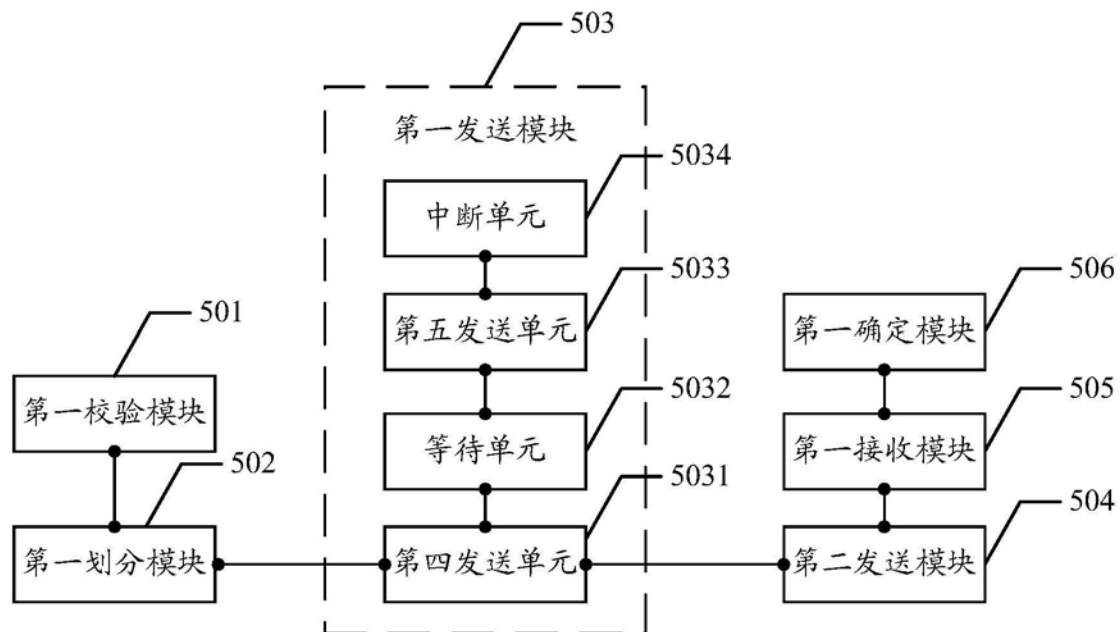 503
第一发送模块
5034
中断单元
5033
506
第五发送单元
第一确定模块
501
5032
505
第一校验模块
等待单元
第一接收模块
502
5031
504
第一划分模块
第四发送单元
第二发送模块